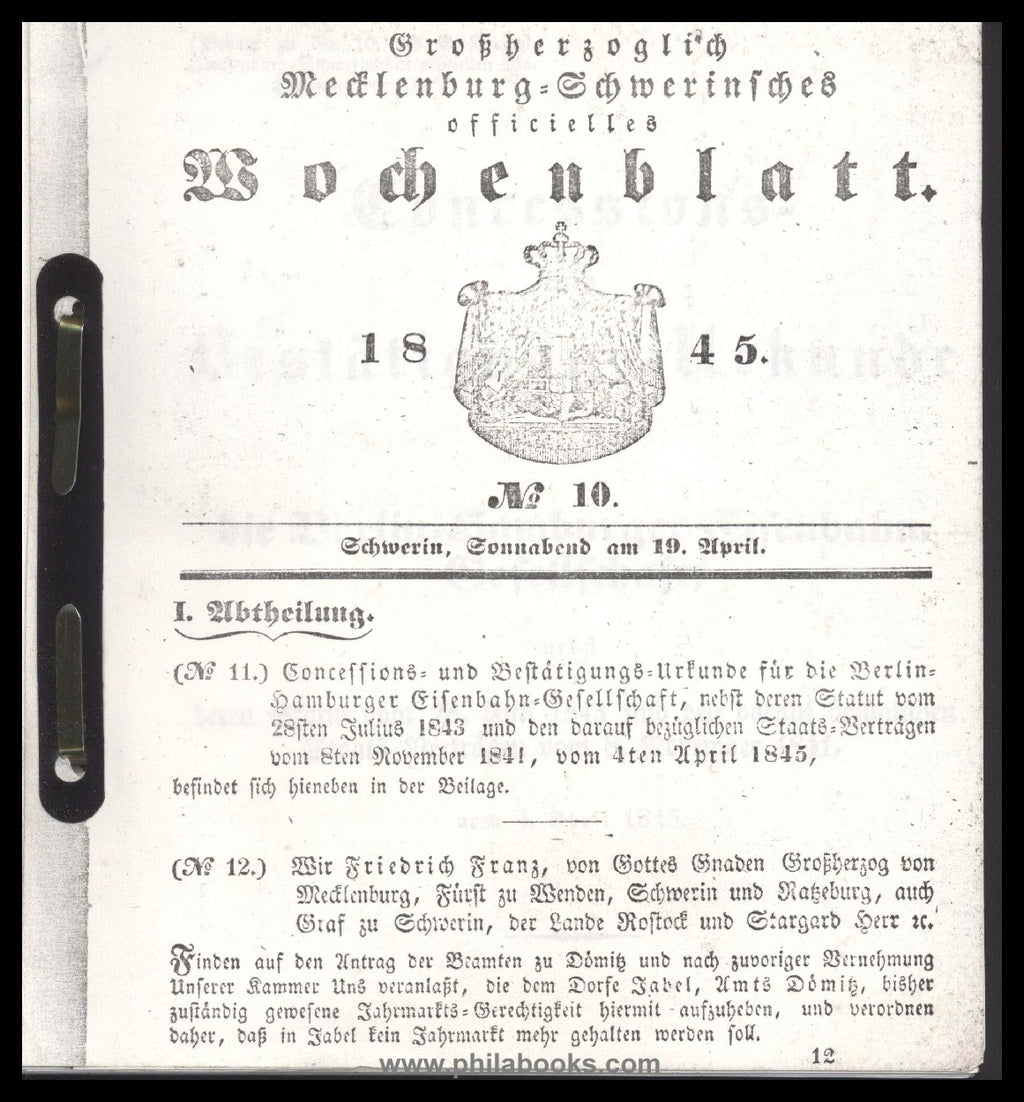 Großherzoglich
Mecklenburg-Schwerinsches
officielles
Wochenblatt.
1845.
№ 10.
Schwerin, Sonnabend am 19. April.
I. Abtheilung.
(№ 11.) Concessions- und Bestätigungs-Urkunde für die Berlin-
Hamburger Eisenbahn-Gesellschaft, nebst deren Statut vom
28sten Julius 1843 und den darauf bezüglichen Staats-Verträgen
vom 8ten November 1841, vom 4ten April 1845,
befindet sich hieneben in der Beilage.
(№ 12.) Wir Friedrich Franz, von Gottes Gnaden Großherzog von
Mecklenburg, Fürst zu Wenden, Schwerin und Ratzeburg, auch
Graf zu Schwerin, der Lande Rostock und Stargard Herr ꝛc.
Finden auf den Antrag der Beamten zu Dömitz und nach zuvoriger Vernehmung
Unserer Kammer Uns veranlaßt, die dem Dorfe Jabel, Amts Dömitz, bisher
zuständig gewesene Jahrmarkts-Gerechtigkeit hiermit aufzuheben, und verordnen
daher, daß in Jabel kein Jahrmarkt mehr gehalten werden soll.
12
www.philabooks.com